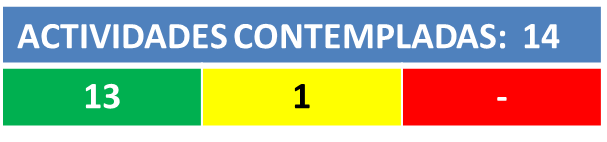 ACTIVIDADES CONTEMPLADAS: 14
13 1 -